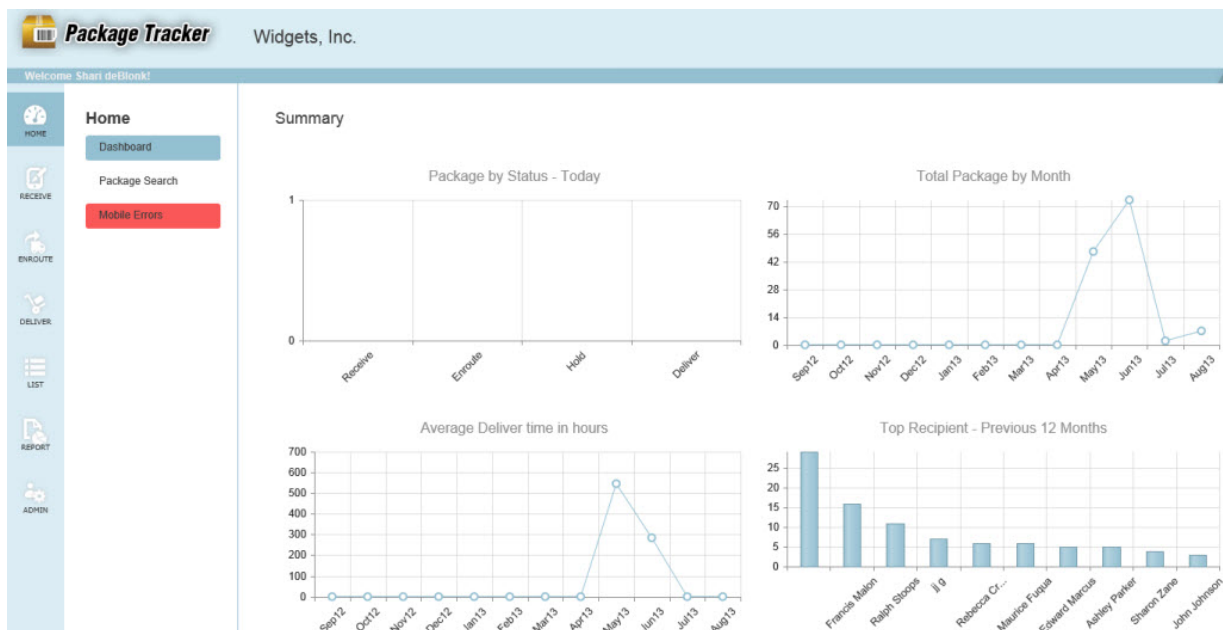 Package Tracker
Widgets, Inc.
Welcome Shari deBlonk!
HOME
RECEIVE
ENROUTE
DELIVER
LIST
REPORT
ADMIN
Home
Dashboard
Package Search
Mobile Errors
Summary
Package by Status - Today
1
0
Receive
Enroute
Hold
Deliver
Total Package by Month
70
56
42
28
14
0
Sep12
Oct12
Nov12
Dec12
Jan13
Feb13
Mar13
Apr13
May13
Jun13
Jul13
Aug13
Average Deliver time in hours
700
600
500
400
300
200
100
0
Sep12
Oct12
Nov12
Dec12
Jan13
Feb13
Mar13
Apr13
May13
Jun13
Jul13
Aug13
Top Recipient - Previous 12 Months
25
20
15
10
5
0
Francis Malon
Ralph Stoops
jj g
Rebecca Cr...
Maurice Fuqua
Edward Marcus
Ashley Parker
Sharon Zane
John Johnson